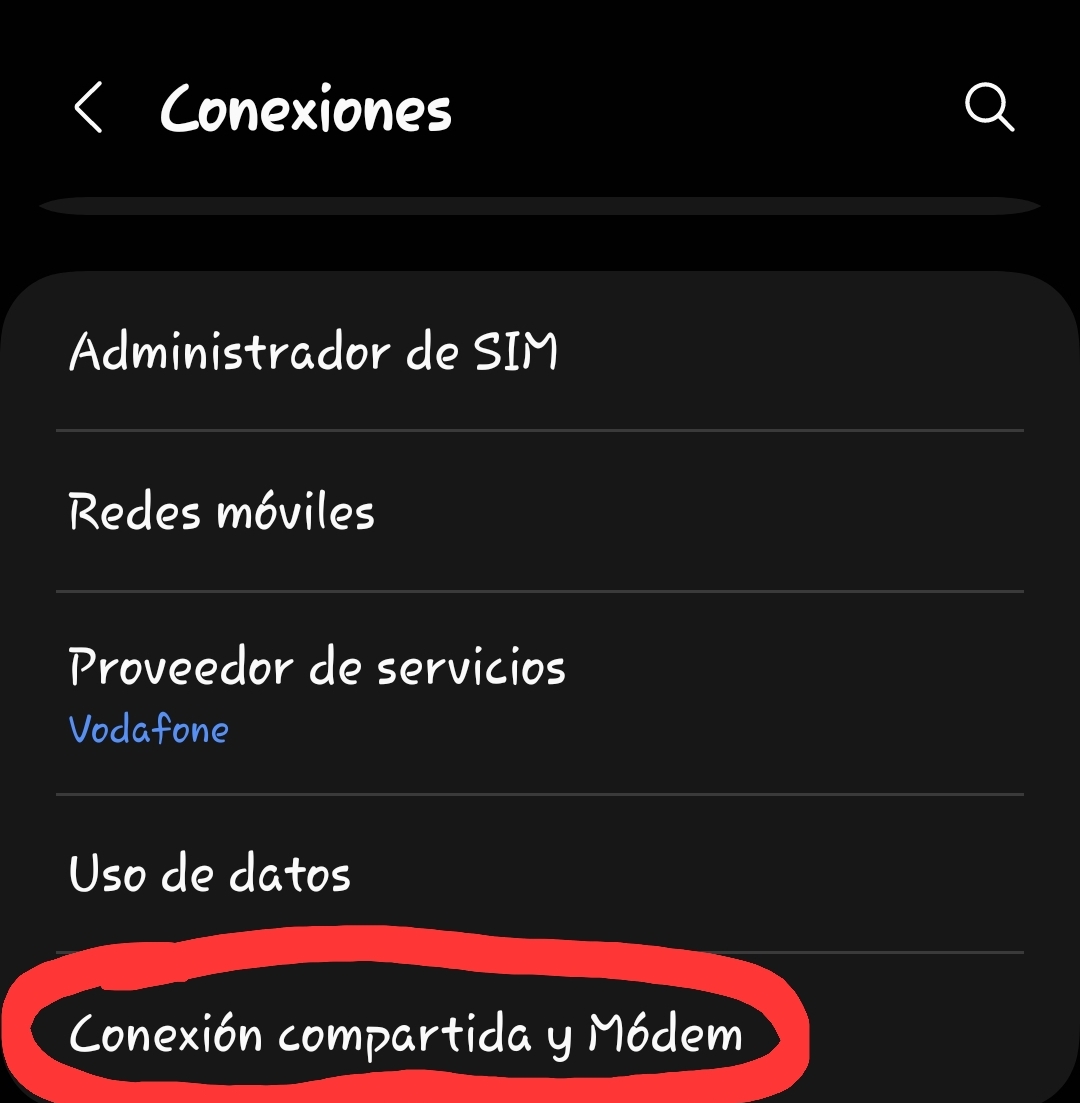 Conexiones
Administrador de SIM
Redes móviles
Proveedor de servicios
Vodafone
Uso de datos
Conexión compartida y Módem